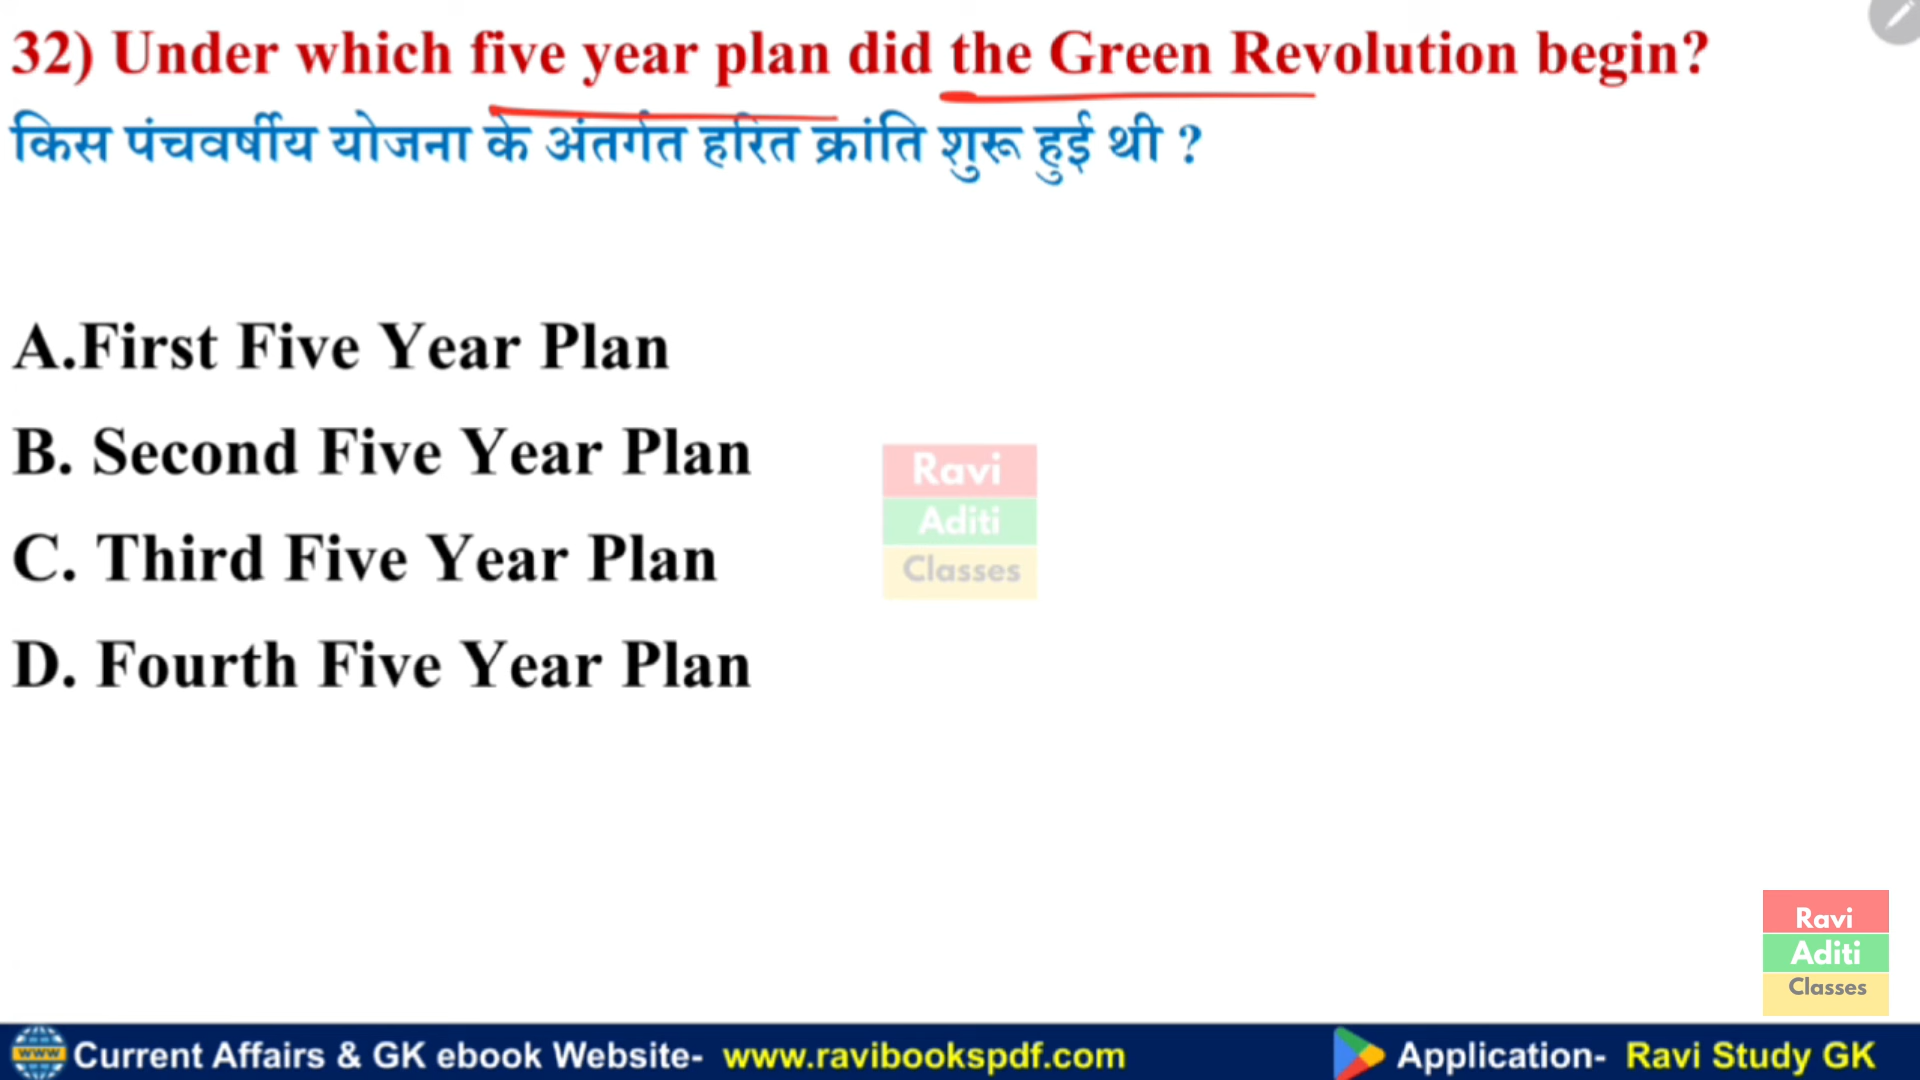 32) Under which five year plan did the Green Revolution begin?
किस पंचवर्षीय योजना के अंतर्गत हरित क्रांति शुरू हुई थी ?
A.First Five Year Plan
B. Second Five Year Plan
C. Third Five Year Plan
D. Fourth Five Year Plan
Ravi
Aditi
Classes
Ravi
Aditi
Classes
www Current Affairs & GK ebook Website- www.ravibookspdf.com Application- Ravi Study GK